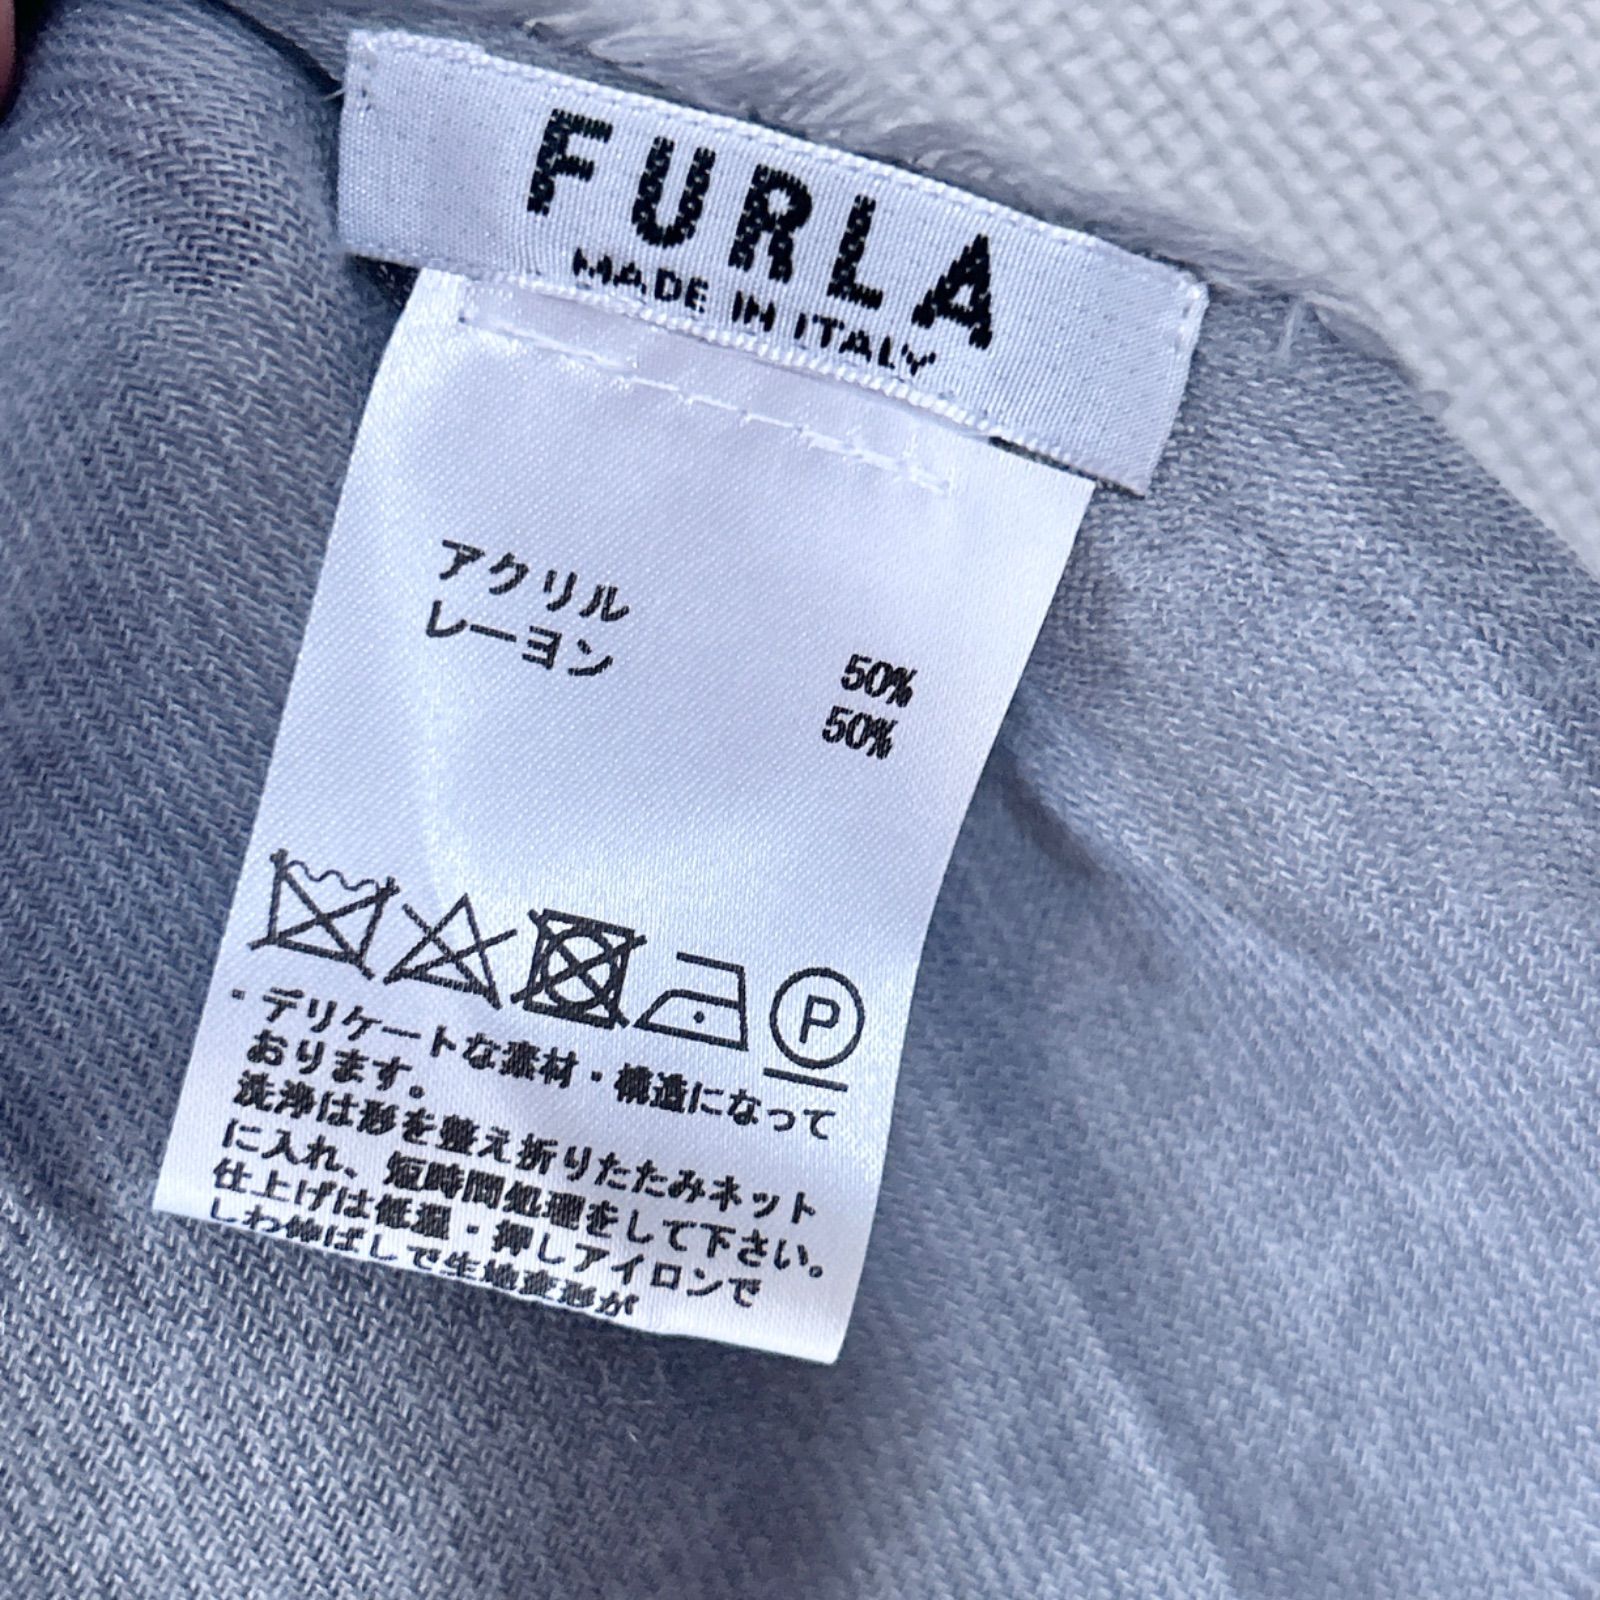 FURLA
MADE IN ITALY
アクリル 50%
レーヨン 50%
P
・デリケートな素材・構造になって
おります。
洗浄は形を整え折りたたみネット
に入れ、短時間処理をして下さい。
仕上げは低温・押しアイロンで
しわ伸ばしで生地変形が